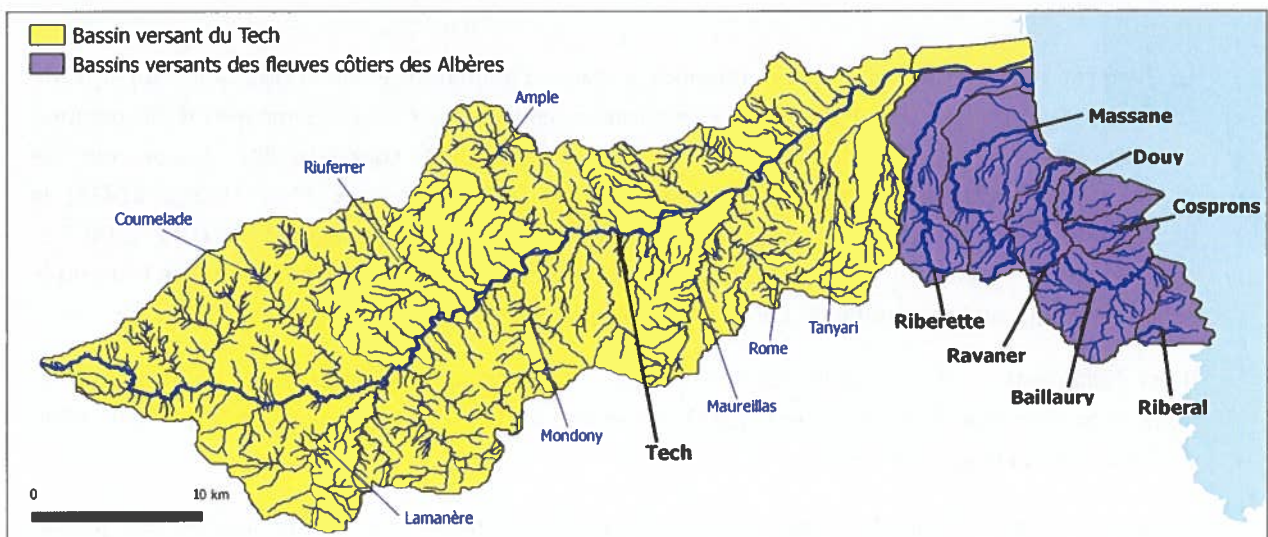 Bassin versant du Tech
Bassins versants des fleuves côtiers des Albères
Ample
Massane
Douy
Riuferrer
Cosprons
Coumelade
Riberette
Tanyari
Rome
Ravaner
Baillaury
Riberal
Maureillas
Mondony
Tech
0
10 km
Lamanère